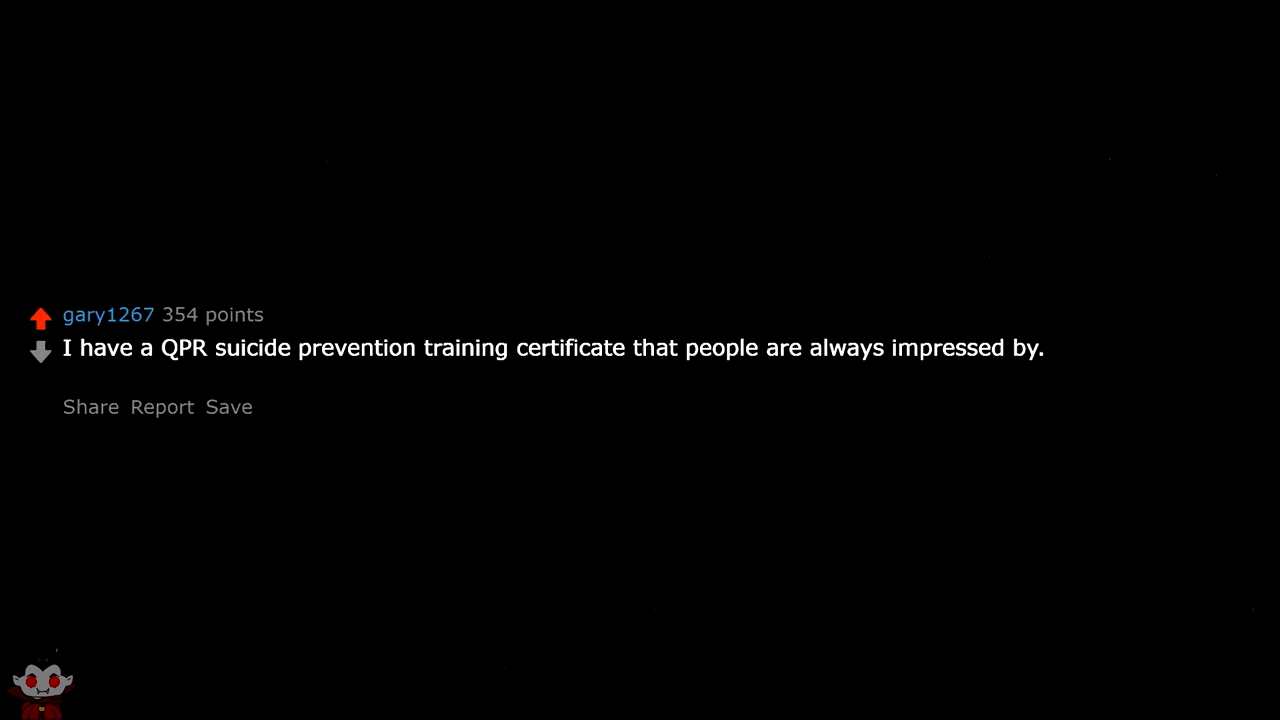 gary1267 354 points
I have a QPR suicide prevention training certificate that people are always impressed by.
Share Report Save